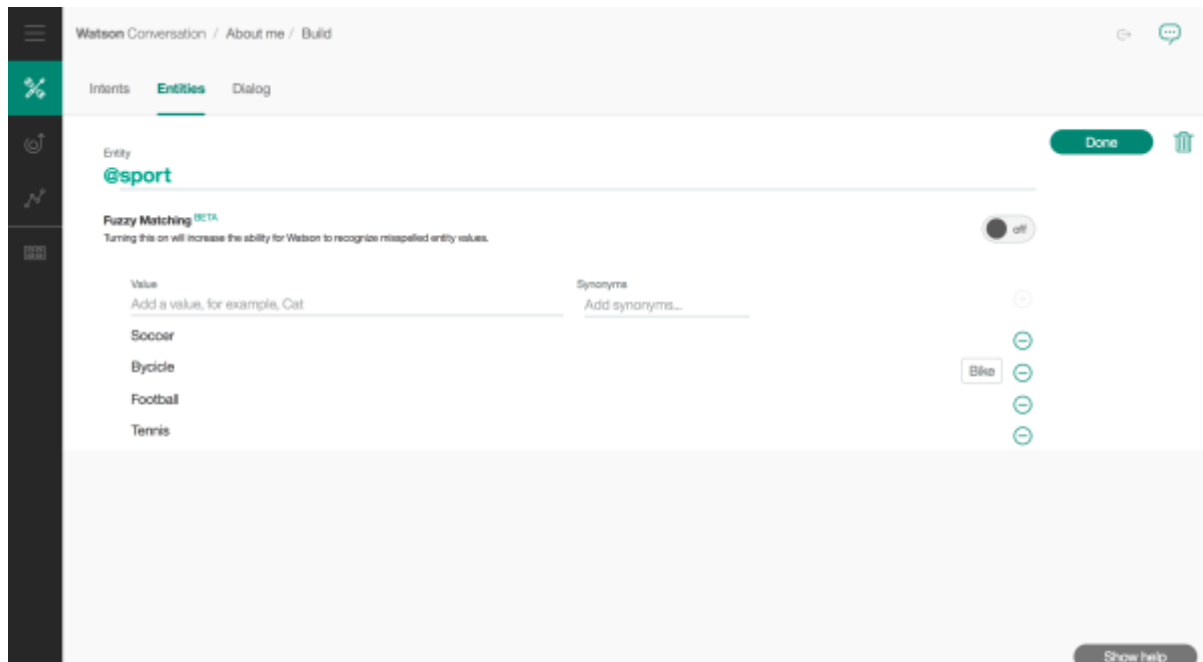 Watson Conversation / About me / Build
Intents Entities Dialog
Done
Entity
@sport
Fuzzy Matching BETA
off
Turning this on will increase the ability for Watson to recognize misspelled entity values.
Value Synonyms
Add a value, for example, Cat Add synonyms...
Soccer
Bycicle Bike
Football
Tennis
Show help